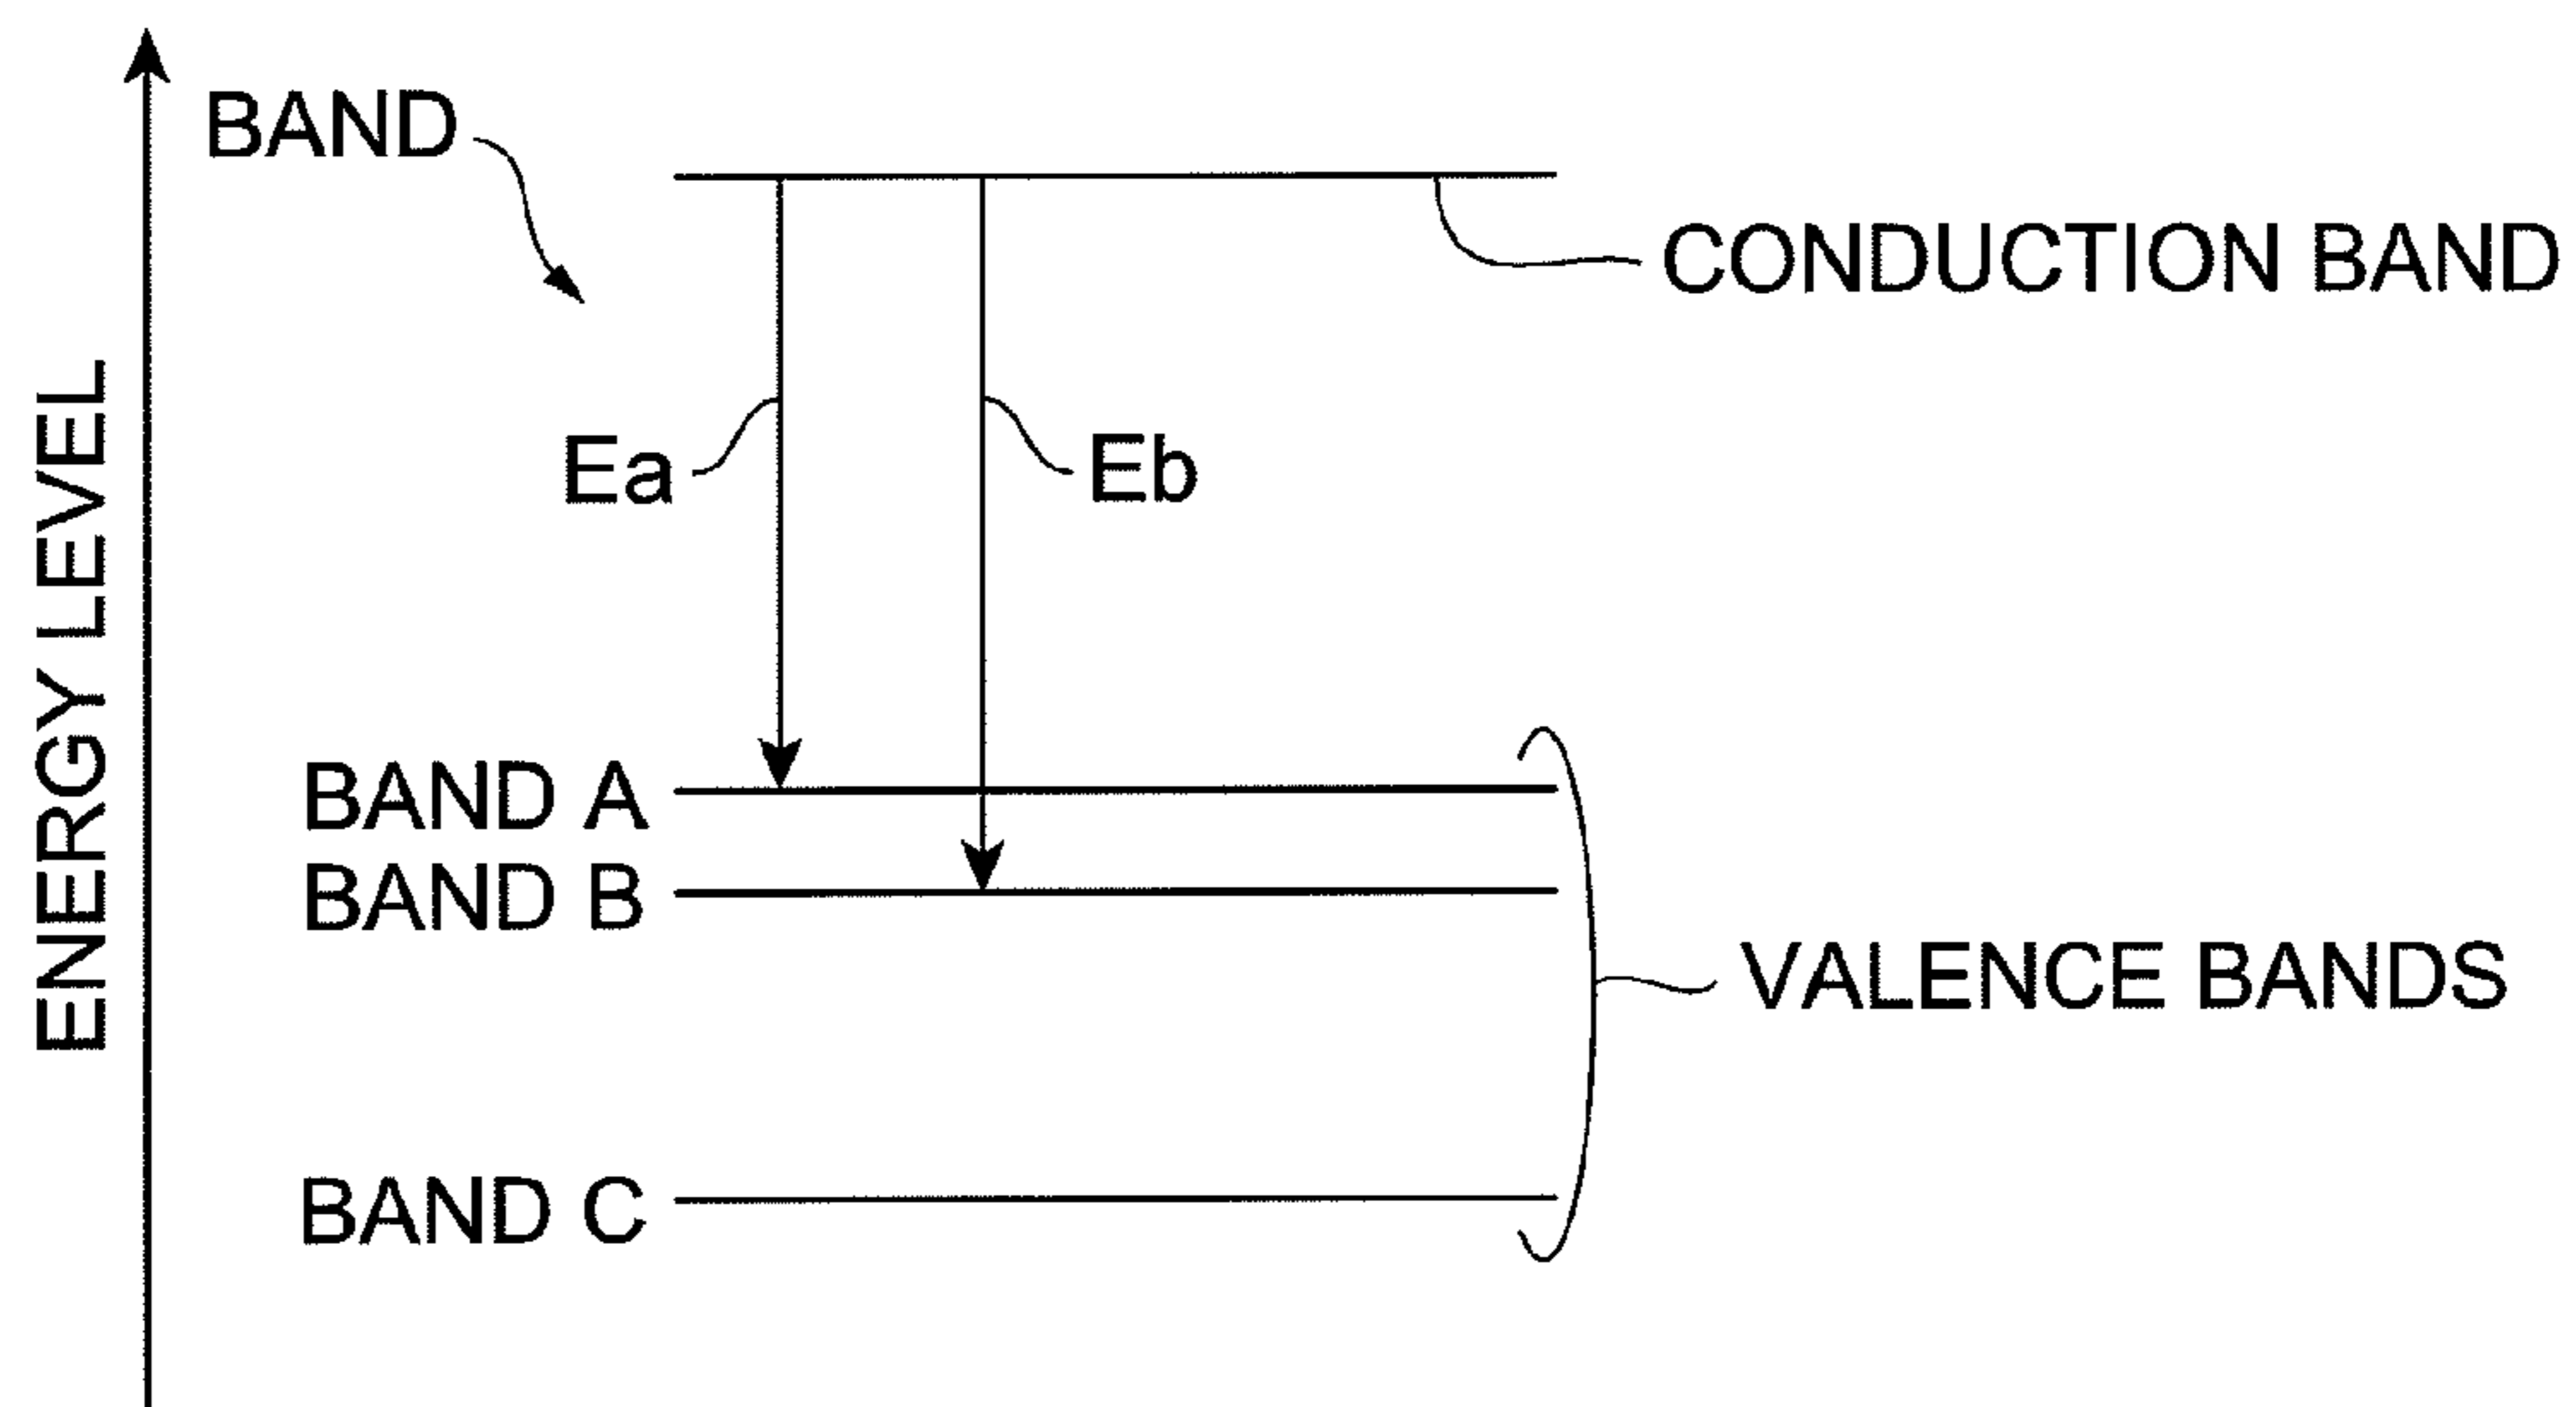 BAND
CONDUCTION BAND
ENERGY LEVEL
Ea
Eb
BAND A
BAND B
VALENCE BANDS
BAND C